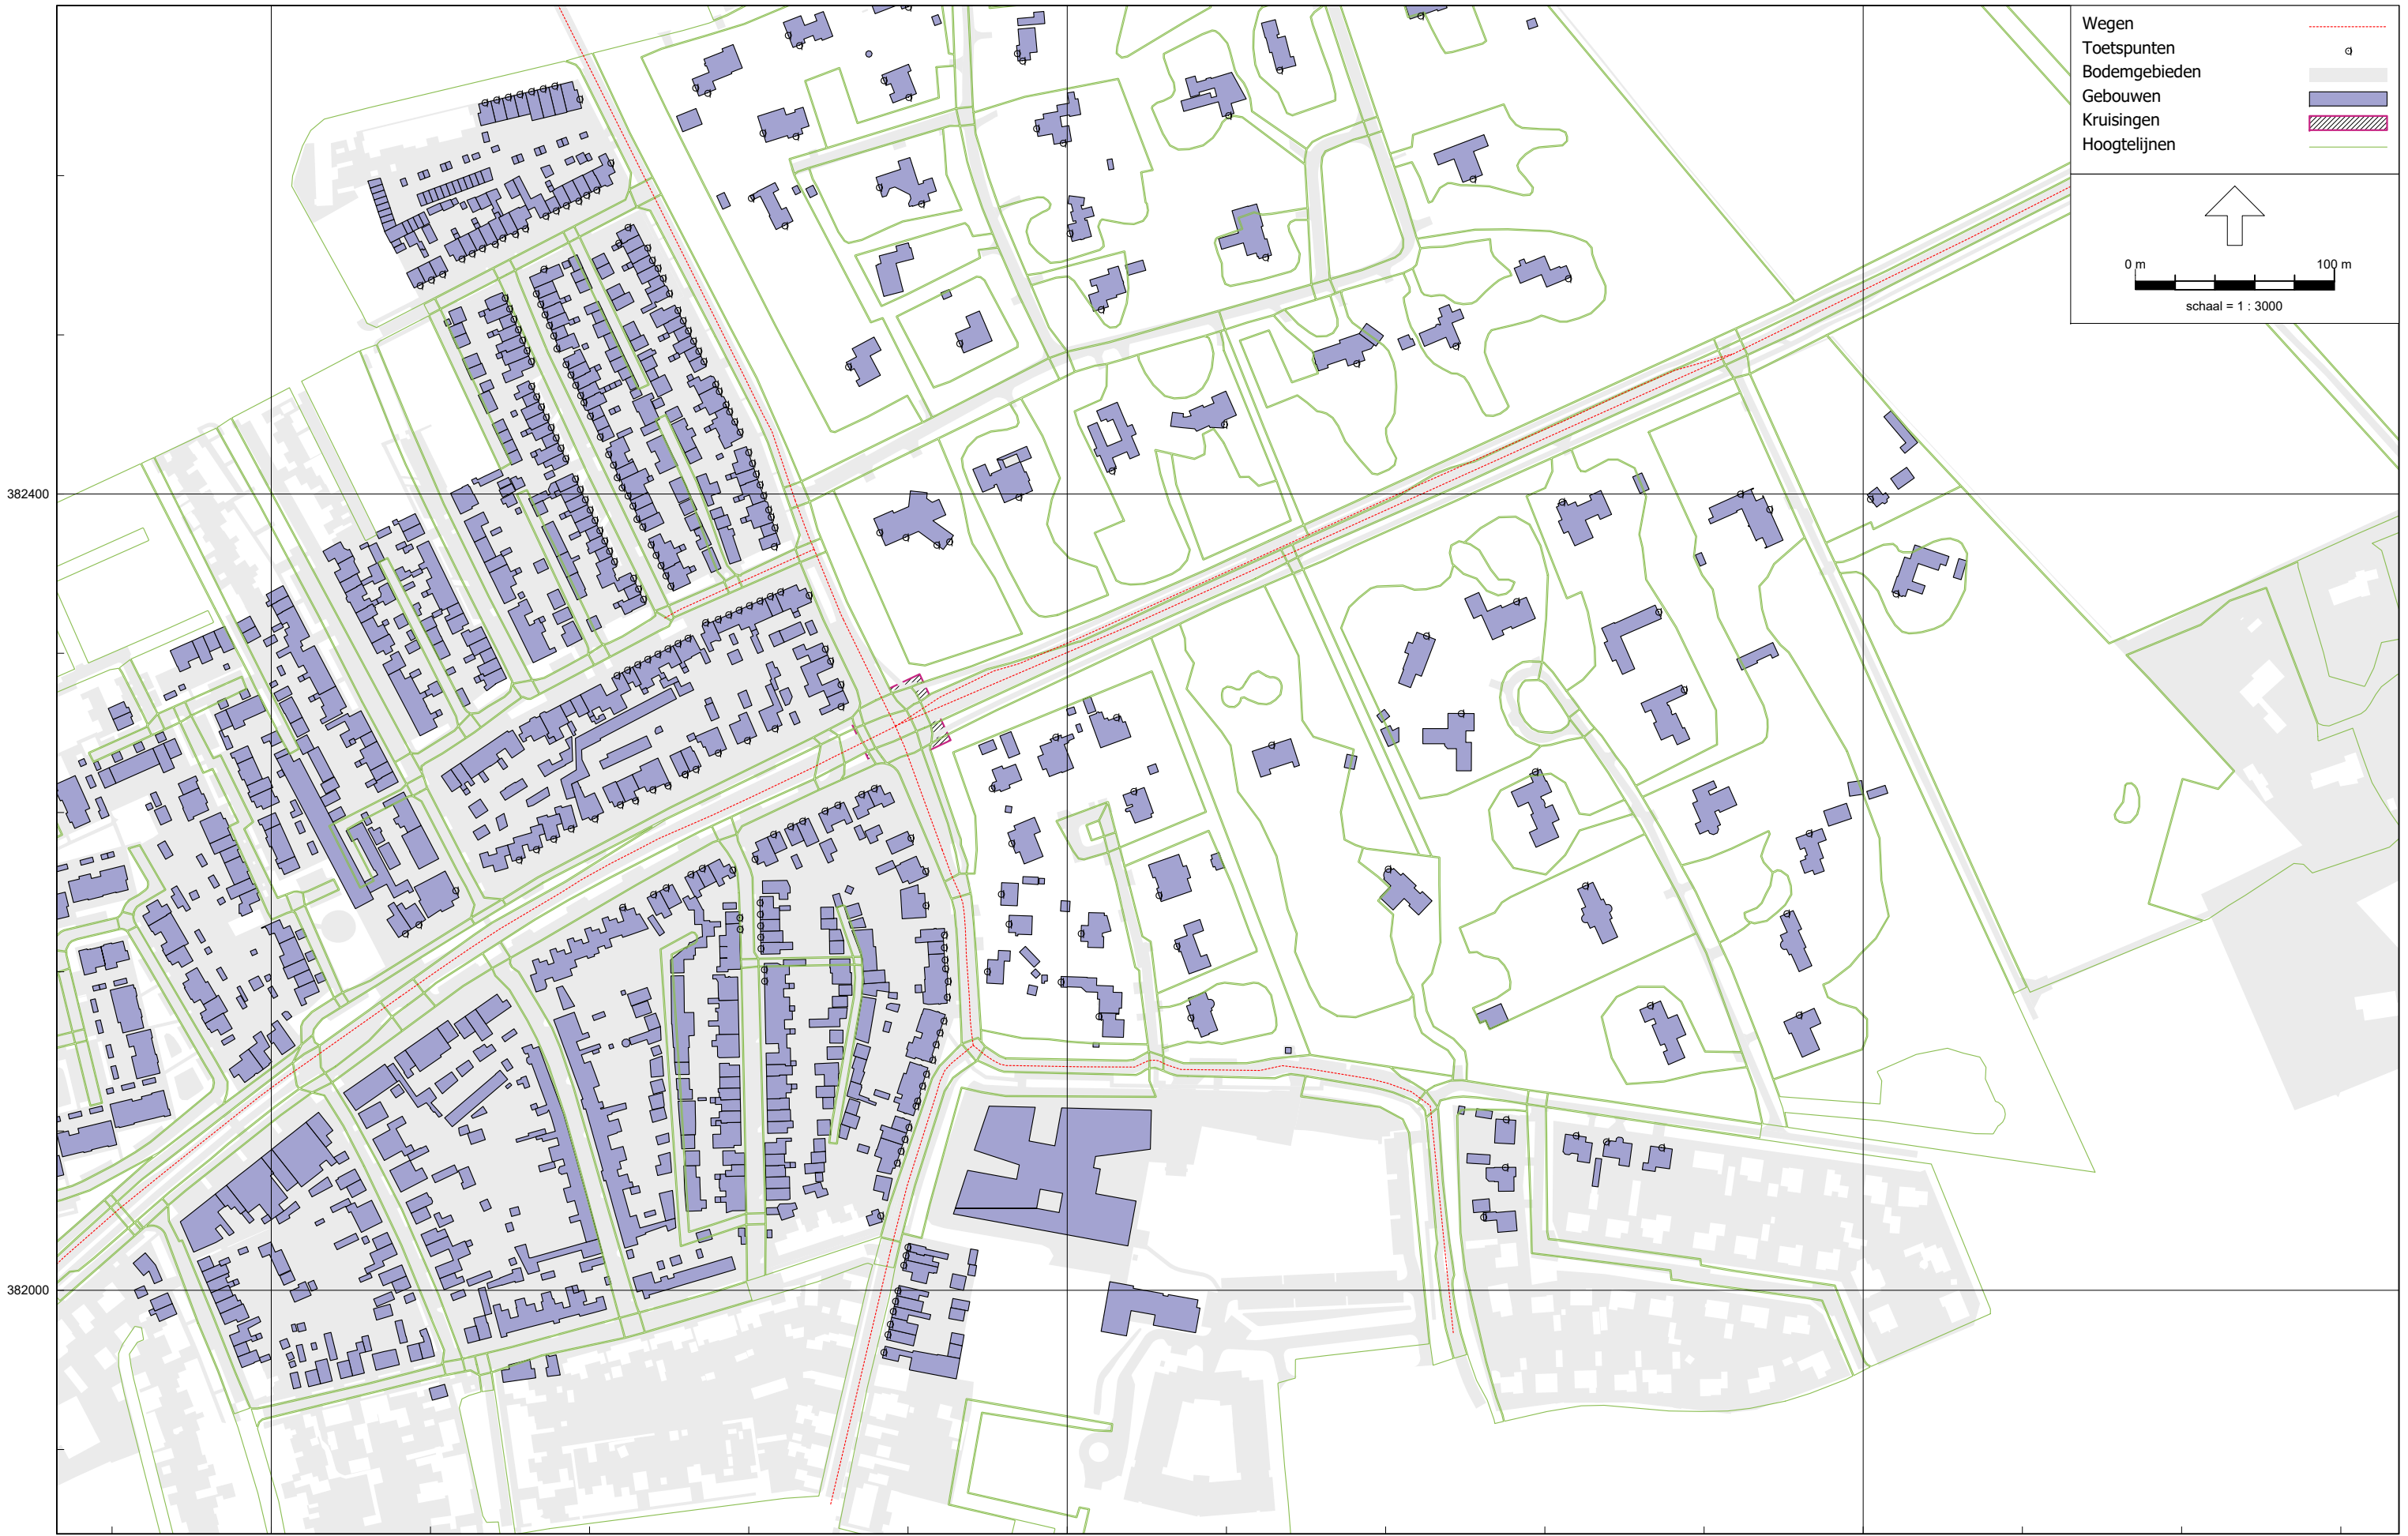 Wegen
Toetspunten
Bodemgebieden
Gebouwen
Kruisingen
Hoogtelijnen
0 m 100 m
schaal = 1 : 3000
382400
382000